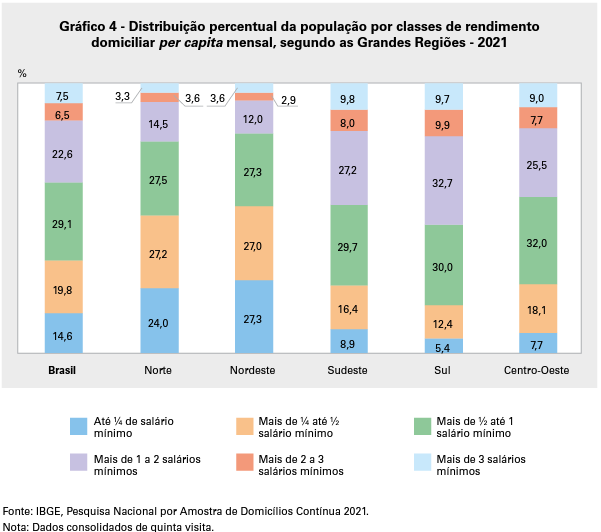 Gráfico 4 - Distribuição percentual da população por classes de rendimento
domiciliar per capita mensal, segundo as Grandes Regiões - 2021
%
7,5 3,3 3,6 3,6 2,9 9,8 9,7 9,0
6,5 8,0 9,9 7,7
22,6 14,5 12,0 27,2 32,7 25,5
29,1 27,5 27,3 29,7 30,0 32,0
19,8 27,2 27,0 16,4 12,4 18,1
14,6 24,0 27,3 8,9 5,4 7,7
Brasil Norte Nordeste Sudeste Sul Centro-Oeste
Até ¼ de salário
mínimo
Mais de ¼ até ½
salário mínimo
Mais de ½ até 1
salário mínimo
Mais de 1 a 2 salários
mínimos
Mais de 2 a 3
salários mínimos
Mais de 3 salários
mínimos
Fonte: IBGE, Pesquisa Nacional por Amostra de Domicílios Contínua 2021.
Nota: Dados consolidados de quinta visita.